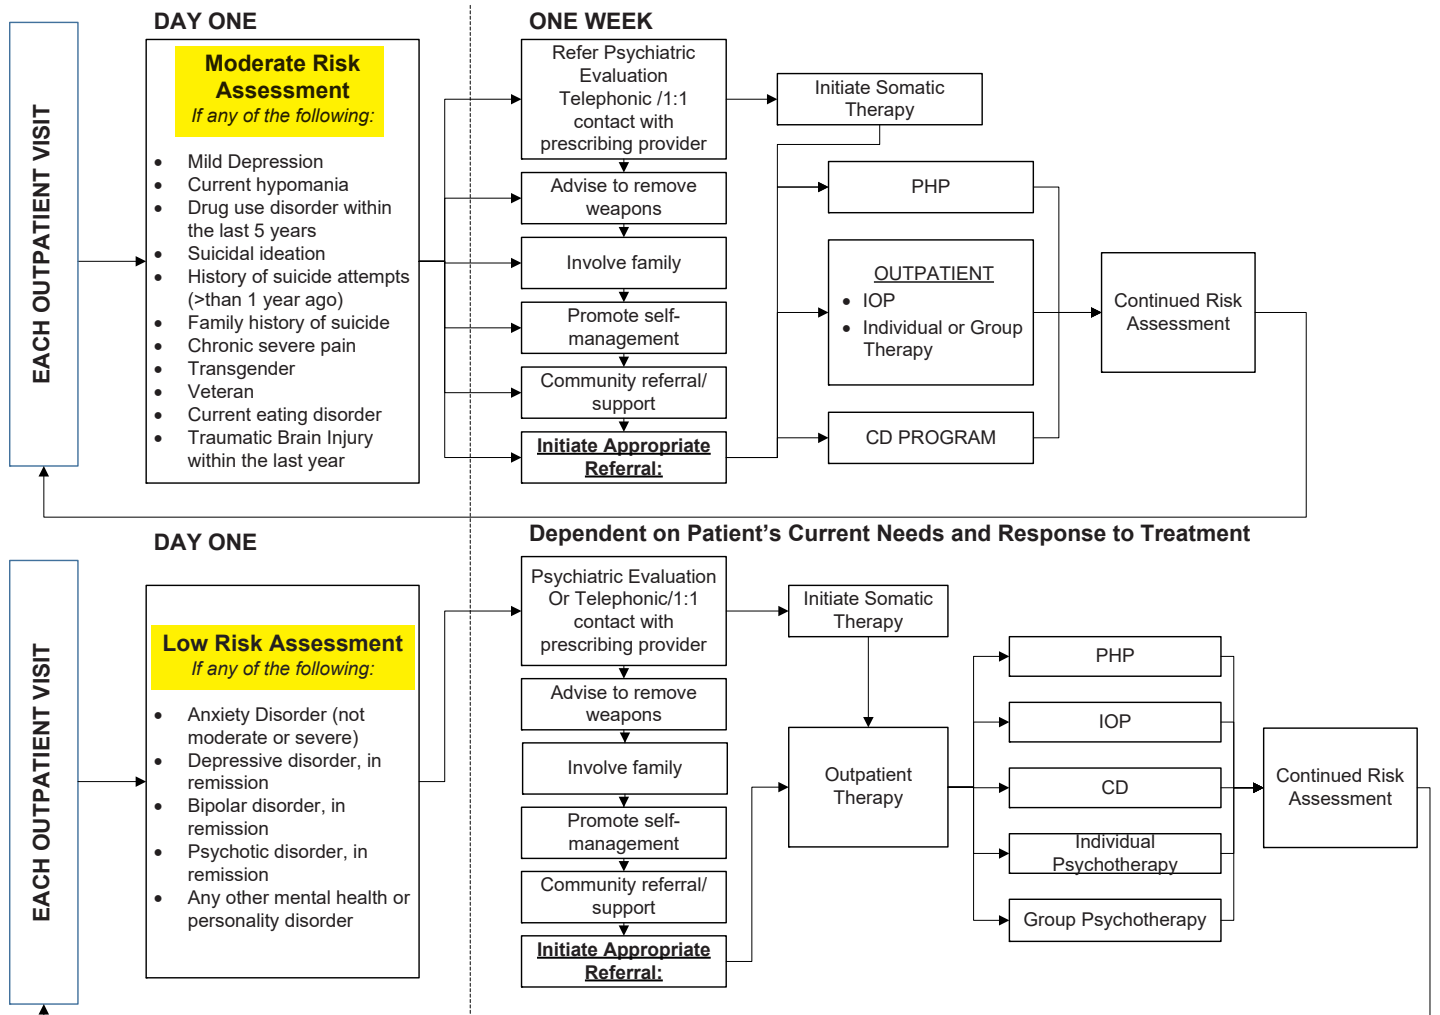 DAY ONE
ONE WEEK
EACH OUTPATIENT VISIT
Moderate Risk
Assessment
If any of the following:
• Mild Depression
• Current hypomania
• Drug use disorder within
the last 5 years
• Suicidal ideation
• History of suicide attempts
(>than 1 year ago)
• Family history of suicide
• Chronic severe pain
• Transgender
• Veteran
• Current eating disorder
• Traumatic Brain Injury
within the last year
Refer Psychiatric
Evaluation
Telephonic /1:1
contact with
prescribing provider
Advise to remove
weapons
Involve family
Promote self-
management
Community referral/
support
Initiate Appropriate
Referral:
Initiate Somatic
Therapy
PHP
OUTPATIENT
• IOP
• Individual or Group
Therapy
CD PROGRAM
Continued Risk
Assessment
DAY ONE
Dependent on Patient's Current Needs and Response to Treatment
EACH OUTPATIENT VISIT
Low Risk Assessment
If any of the following:
• Anxiety Disorder (not
moderate or severe)
• Depressive disorder, in
remission
• Bipolar disorder, in
remission
• Psychotic disorder, in
remission
• Any other mental health or
personality disorder
Psychiatric Evaluation
Or Telephonic/1:1
contact with
prescribing provider
Advise to remove
weapons
Involve family
Promote self-
management
Community referral/
support
Initiate Appropriate
Referral:
Initiate Somatic
Therapy
Outpatient
Therapy
PHP
IOP
CD
Individual
Psychotherapy
Group Psychotherapy
Continued Risk
Assessment